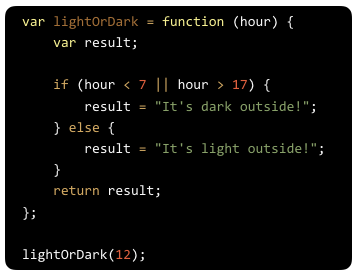 var lightOrDark = function (hour) {
    var result;

    if (hour < 7 || hour > 17) {
        result = "It's dark outside!";
    } else {
        result = "It's light outside!";
    }
    return result;
};

lightOrDark(12);